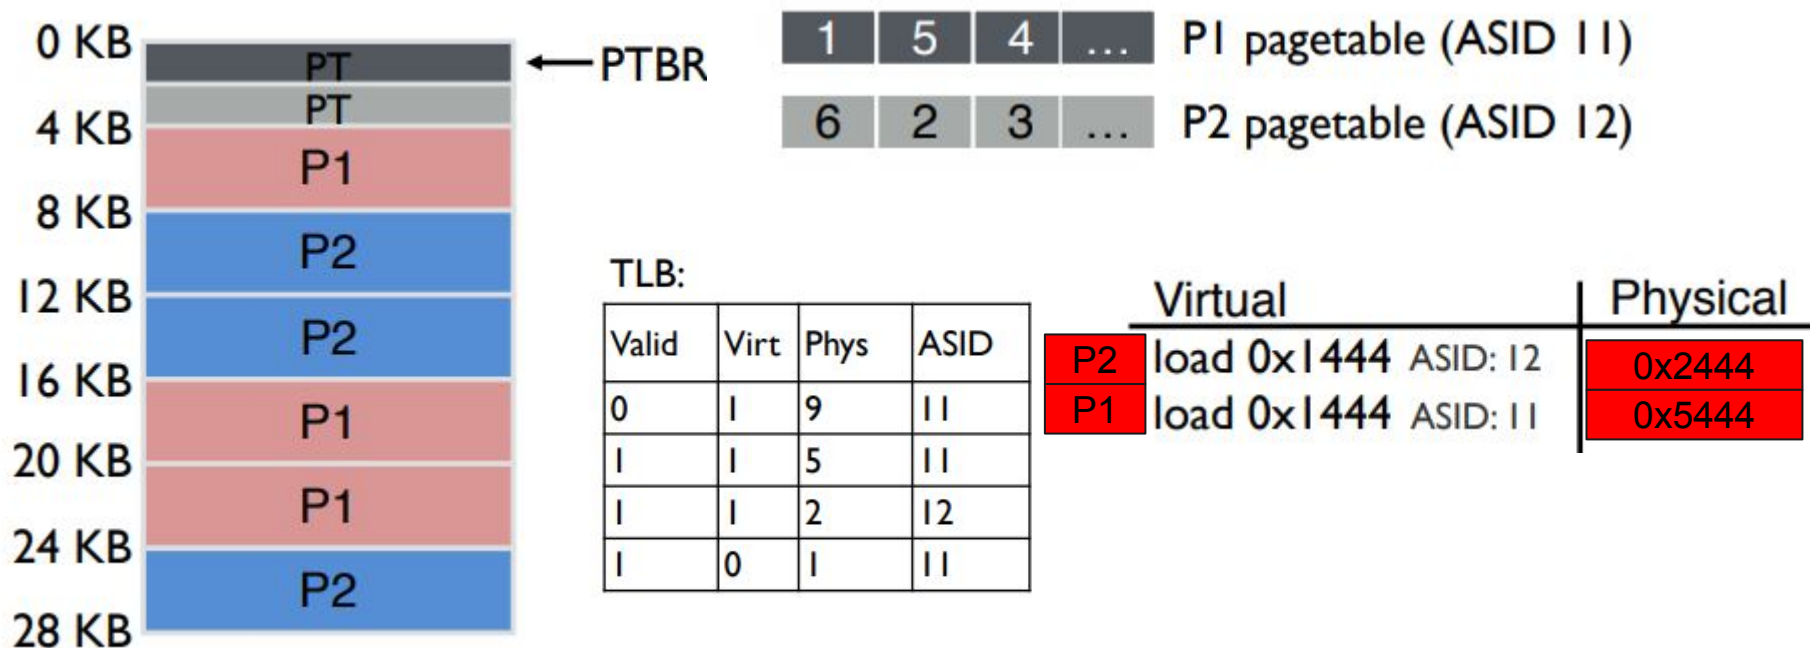 0 KB
PT
PTBR
PT
4 KB
P1
8 KB
P2
12 KB
P2
16 KB
P1
20 KB
P1
24 KB
P2
28 KB
1 5 4 ... P1 pagetable (ASID 11)
6 2 3 ... P2 pagetable (ASID 12)
TLB:
Valid Virt Phys ASID
0 1 9 11
1 1 5 11
1 1 2 12
1 0 1 11
Virtual Physical
P2 load 0x1444 ASID: 12 0x2444
P1 load 0x1444 ASID: 11 0x5444